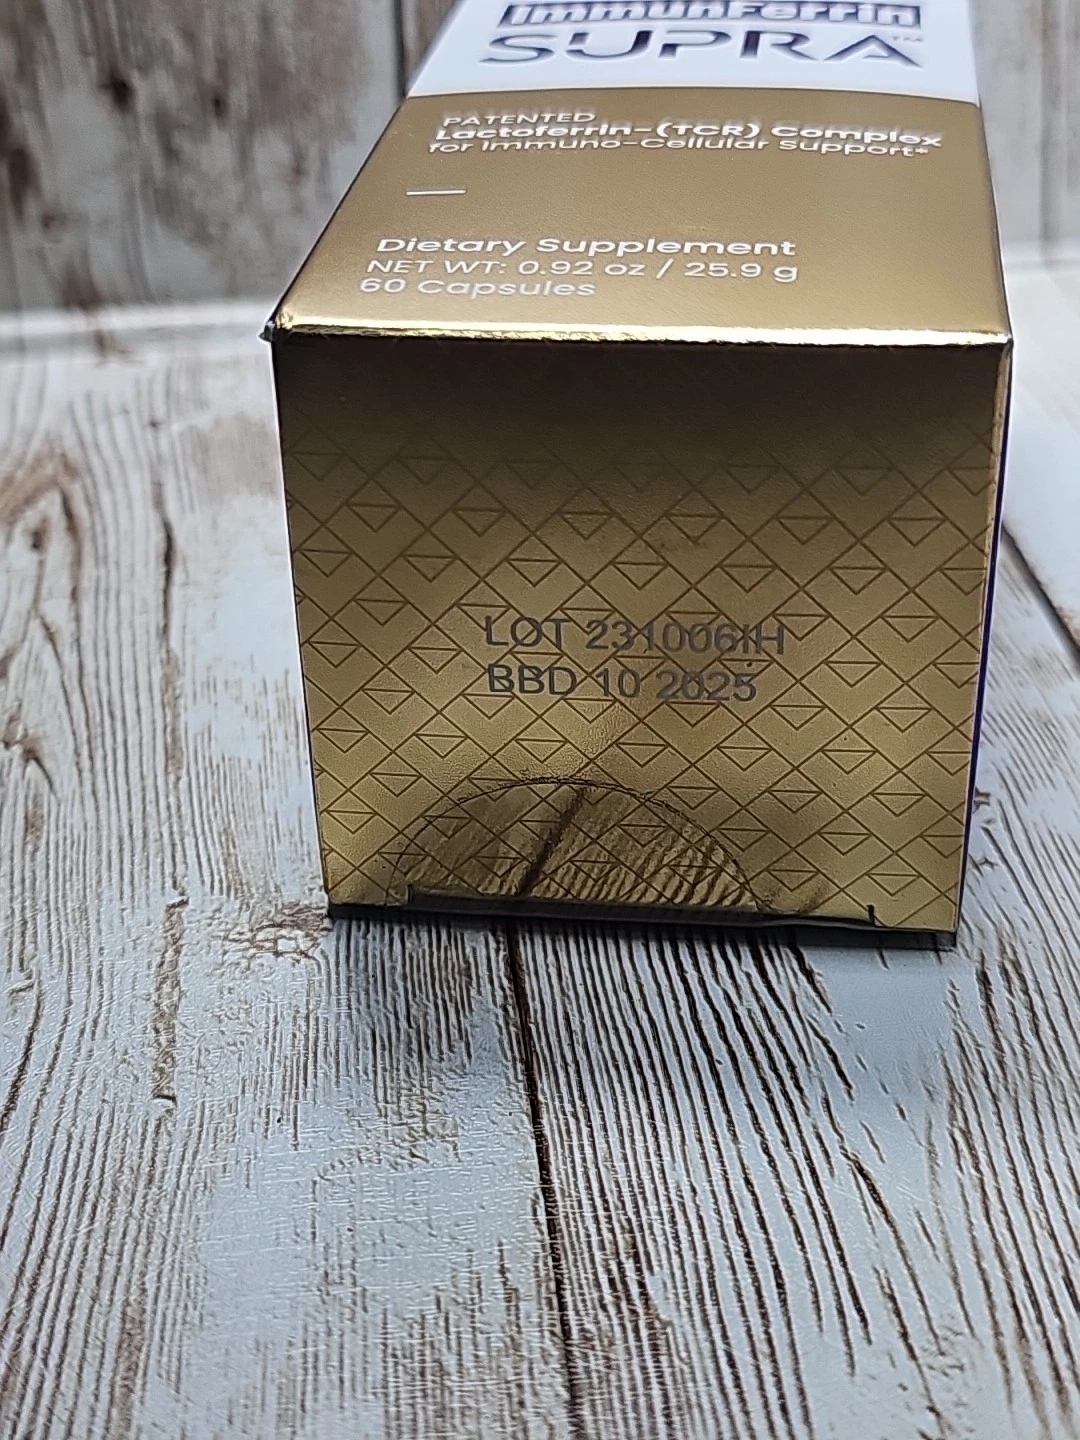 ImmunFerrin
SUPRA™
PATENTED
Lactoferrin-(TCR) Complex
for Immuno-Cellular Support*
Dietary Supplement
NET WT: 0.92 oz / 25.9 g
60 Capsules
LOT 231006IH
BBD 10 2025